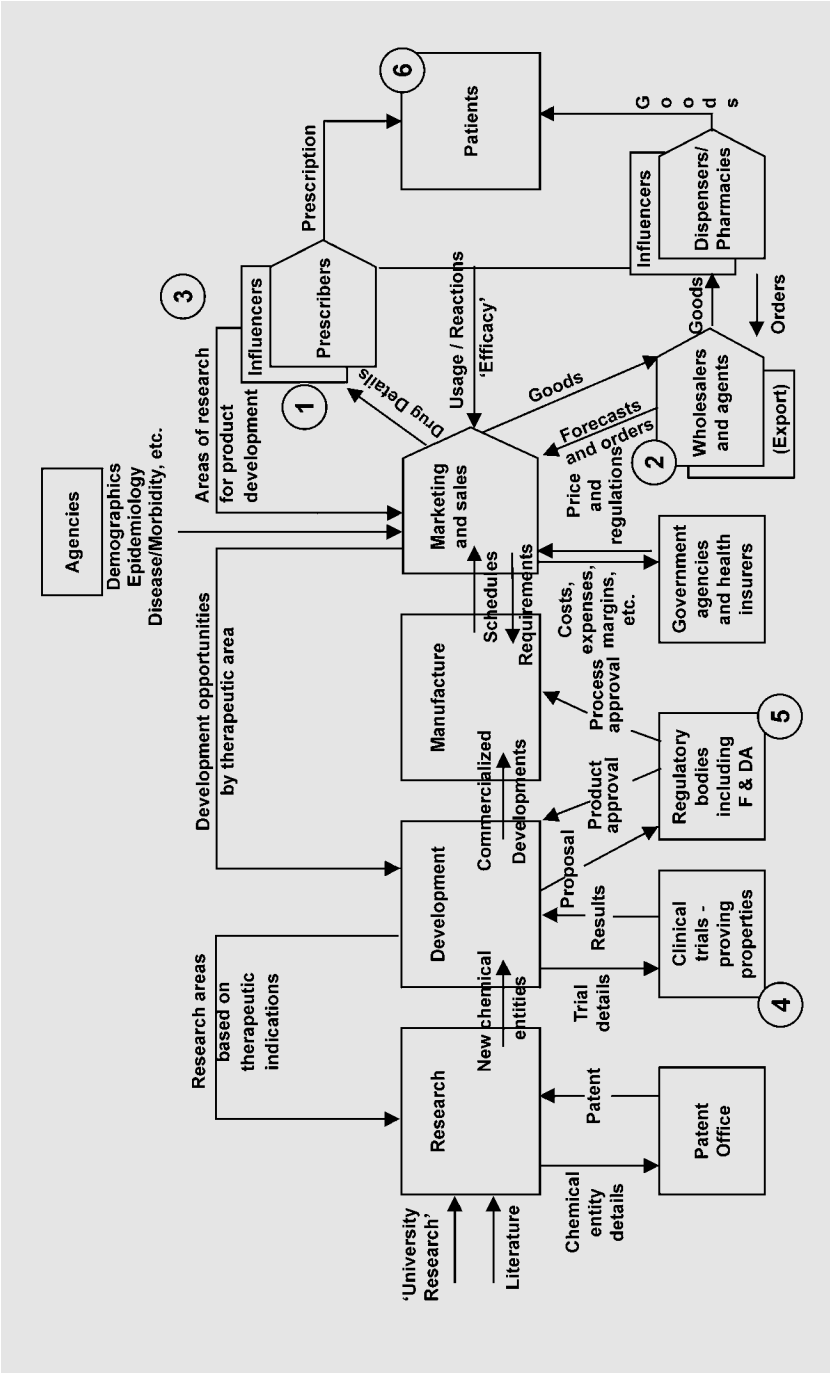 Agencies
Demographics
Epidemiology
Disease/Morbidity, etc.
Research areas
based on
therapeutic
indications
Development opportunities
by therapeutic area
Areas of research
for product
development
3
Influencers
Prescribers
1
Prescription
Drug Details
'University
Research'
Literature
Research
New chemical
entities
Development
Commercialized
Developments
Manufacture
Schedules
Requirements
Marketing
and sales
Usage / Reactions
'Efficacy'
Patients
6
Chemical
entity
details
Patent
Trial
details
Results
Proposal
Product
approval
Process
approval
Costs,
expenses,
margins,
etc.
Price
and
regulations
Forecasts
and orders
Goods
Patent
Office
Clinical
trials -
proving
properties
4
Regulatory
bodies
including
F & DA
5
Government
agencies
and health
insurers
2
Wholesalers
and agents
(Export)
Goods
Orders
Influencers
Dispensers/
Pharmacies
Goods